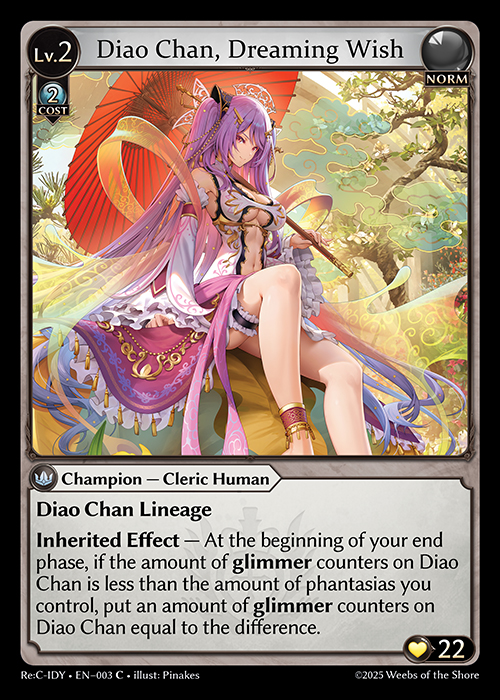 Lv.2
Diao Chan, Dreaming Wish
NORM
2
COST
Champion — Cleric Human
Diao Chan Lineage
Inherited Effect — At the beginning of your end
phase, if the amount of glimmer counters on Diao
Chan is less than the amount of phantasias you
control, put an amount of glimmer counters on
Diao Chan equal to the difference.
22
Re:C-IDY • EN–003 C • illust: Pinakes
©2025 Weebs of the Shore